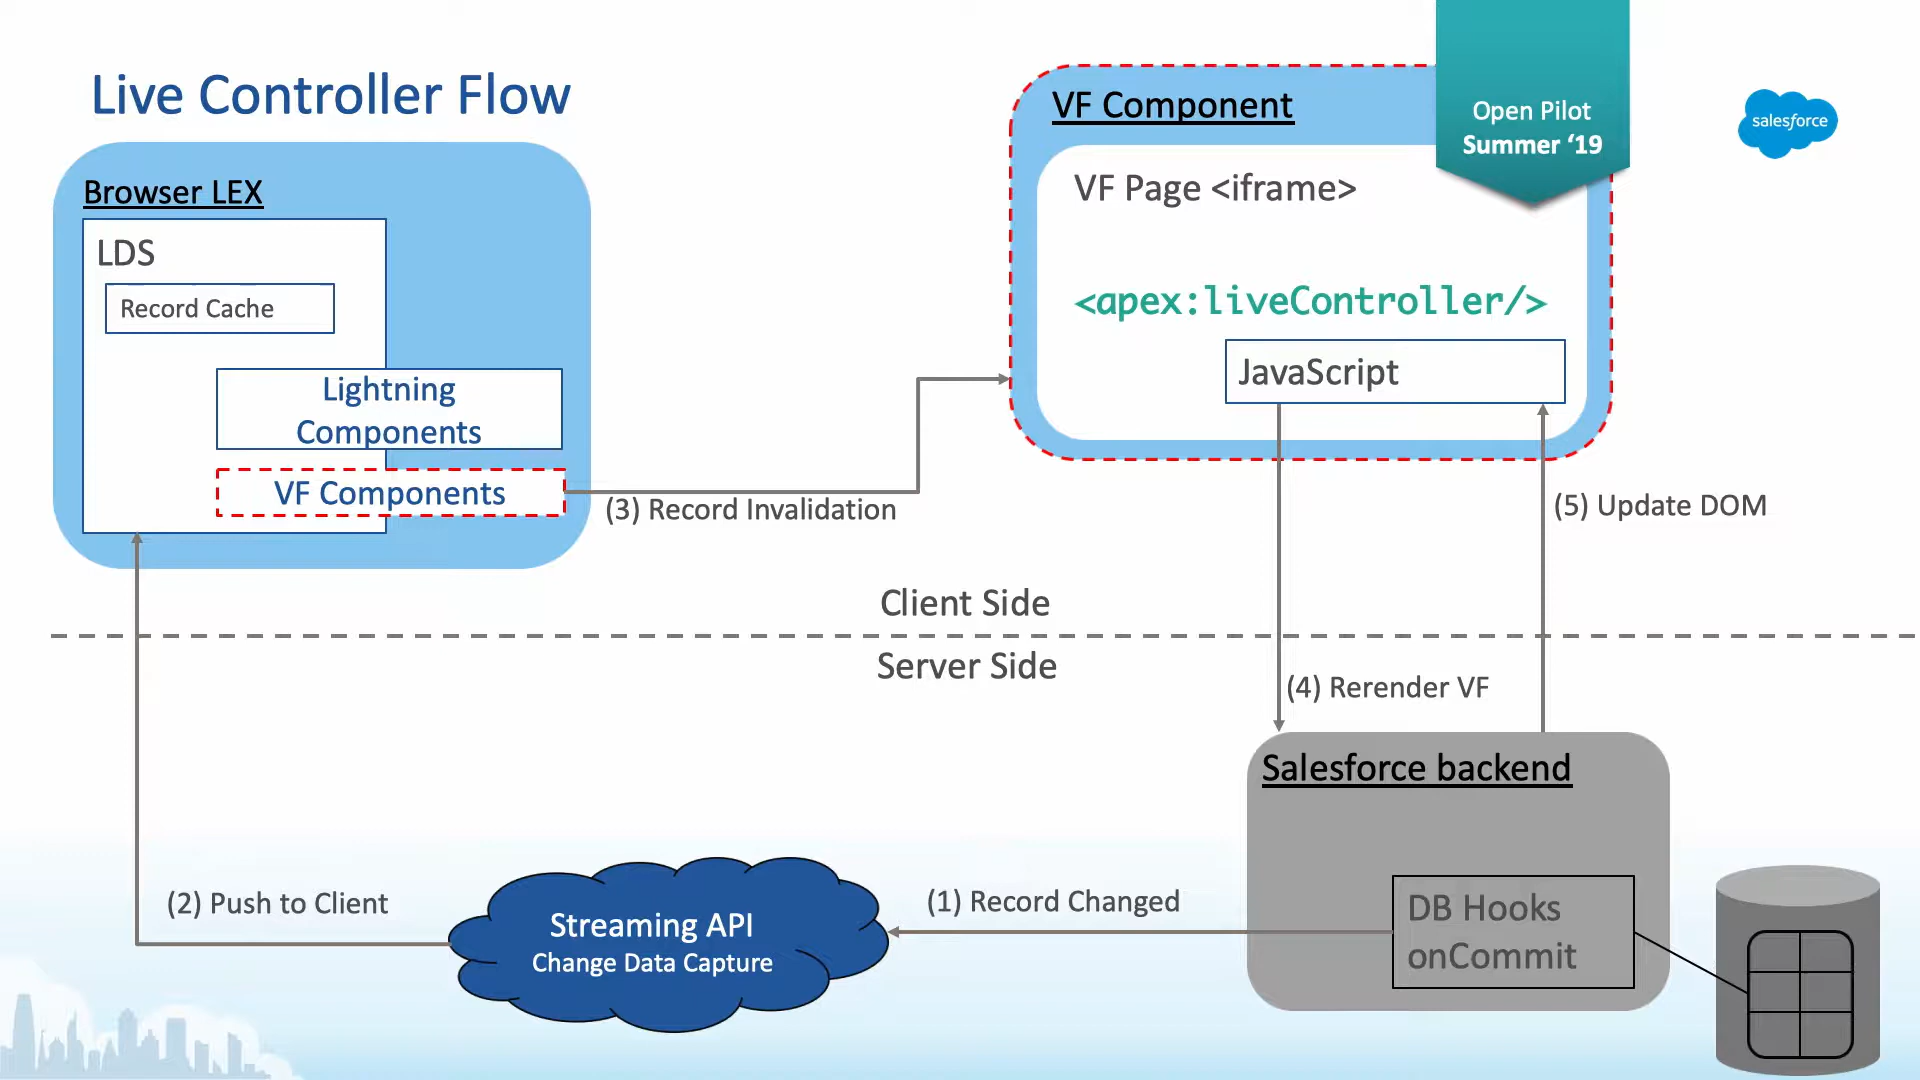 Live Controller Flow
Browser LEX
LDS
Record Cache
Lightning
Components
VF Components
(3) Record Invalidation
VF Component
Open Pilot
Summer ‘19
salesforce
VF Page <iframe>
<apex:liveController/>
JavaScript
(5) Update DOM
Client Side
Server Side
(4) Rerender VF
Salesforce backend
DB Hooks
onCommit
(1) Record Changed
Streaming API
Change Data Capture
(2) Push to Client